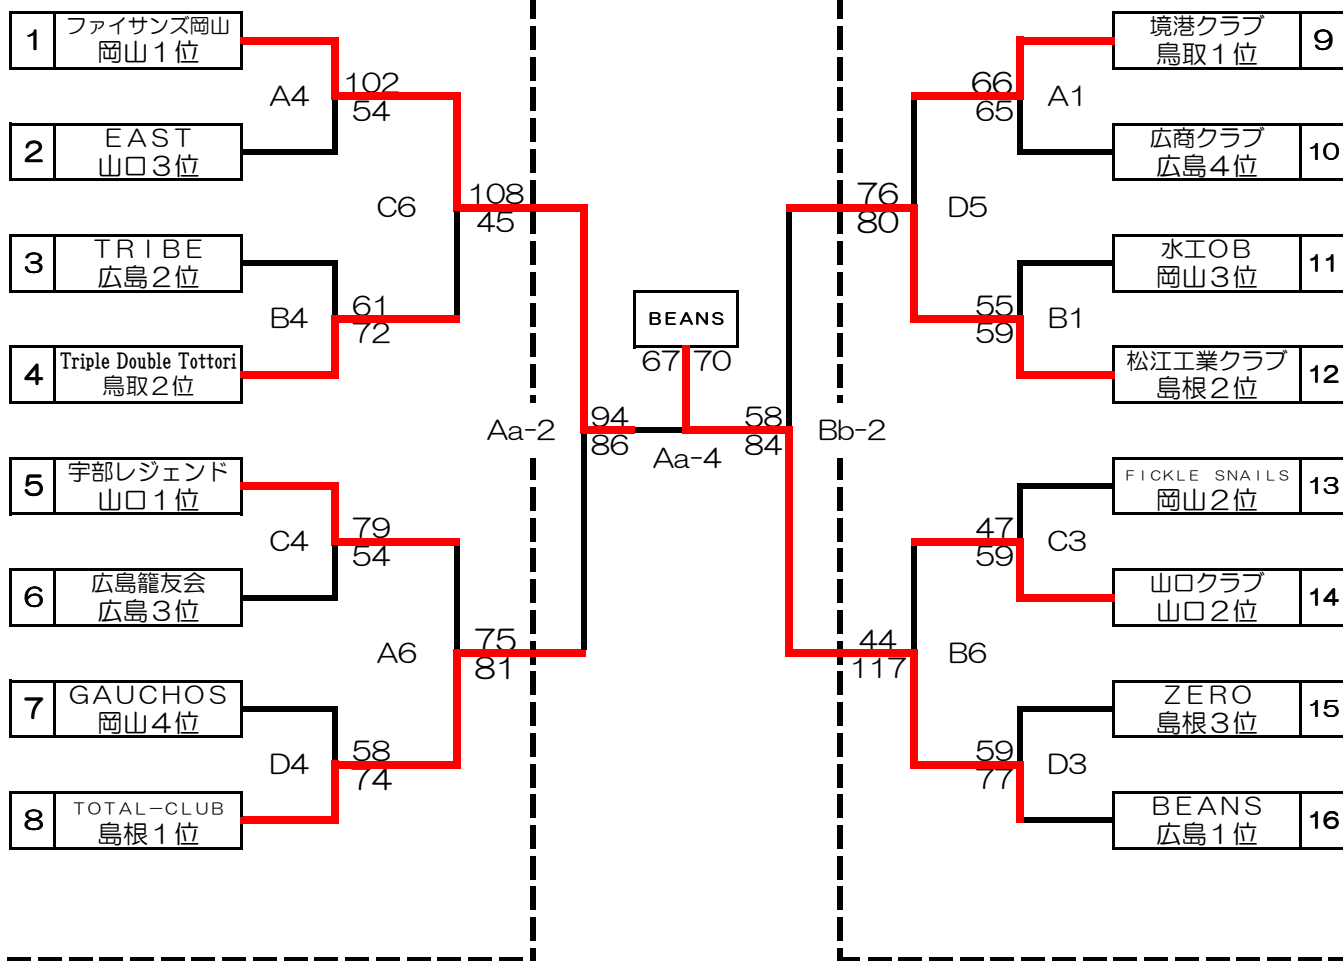 1
ファイサンズ岡山
岡山１位
2
ＥＡＳＴ
山口３位
A4
102
54
3
ＴＲＩＢＥ
広島２位
4
Triple Double Tottori
鳥取２位
B4
61
72
C6
108
45
5
宇部レジェンド
山口１位
6
広島籠友会
広島３位
C4
79
54
7
ＧＡＵＣＨＯＳ
岡山４位
8
ＴＯＴＡＬ－ＣＬＵＢ
島根１位
D4
58
74
A6
75
81
Aa-2
94
86
BEANS
67 70
Aa-4
58
84
Bb-2
境港クラブ
鳥取１位
9
広商クラブ
広島４位
10
66
65
A1
水工ＯＢ
岡山３位
11
松江工業クラブ
島根２位
12
55
59
B1
76
80
D5
ＦＩＣＫＬＥ ＳＮＡＩＬＳ
岡山２位
13
山口クラブ
山口２位
14
47
59
C3
ＺＥＲＯ
島根３位
15
ＢＥＡＮＳ
広島１位
16
59
77
D3
44
117
B6